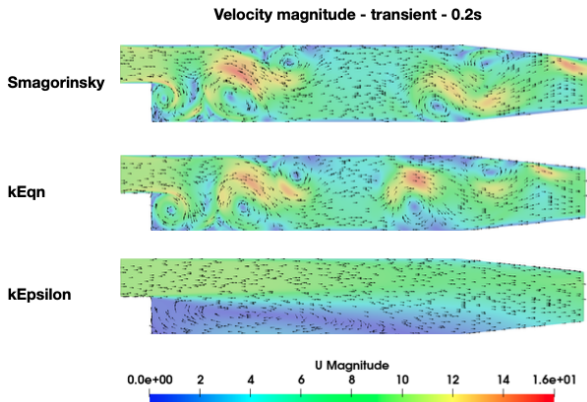 Velocity magnitude - transient - 0.2s
Smagorinsky
kEqn
kEpsilon
U Magnitude
0.0e+00 2 4 6 8 10 12 1.6e+01